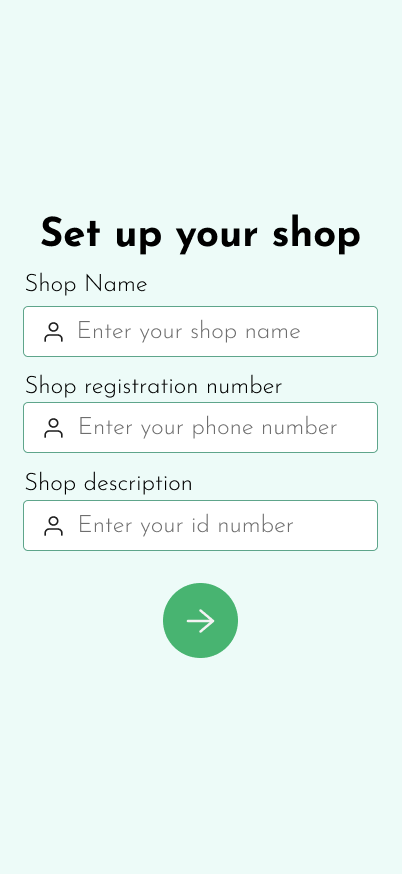 Set up your shop
Shop Name
Enter your shop name
Shop registration number
Enter your phone number
Shop description
Enter your id number